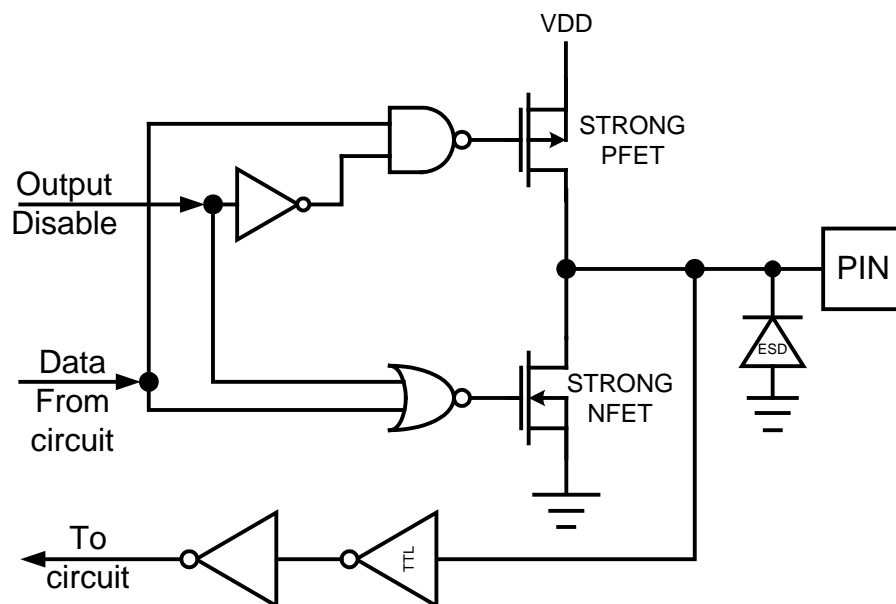 VDD
STRONG
PFET
Output
Disable
PIN
ESD
Data
From
circuit
STRONG
NFET
To
circuit
TTL